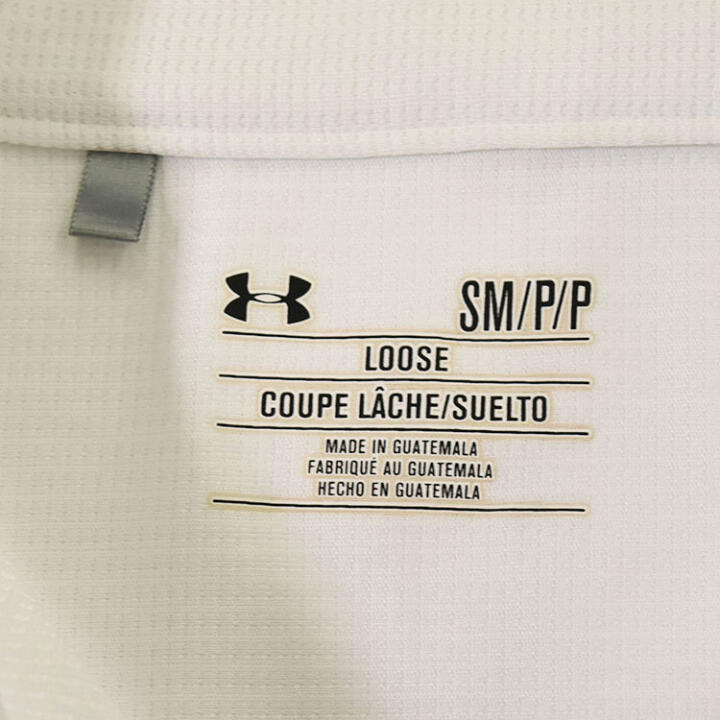 SM/P/P
LOOSE
COUPE LÂCHE/SUELTO
MADE IN GUATEMALA
FABRIQUÉ AU GUATEMALA
HECHO EN GUATEMALA